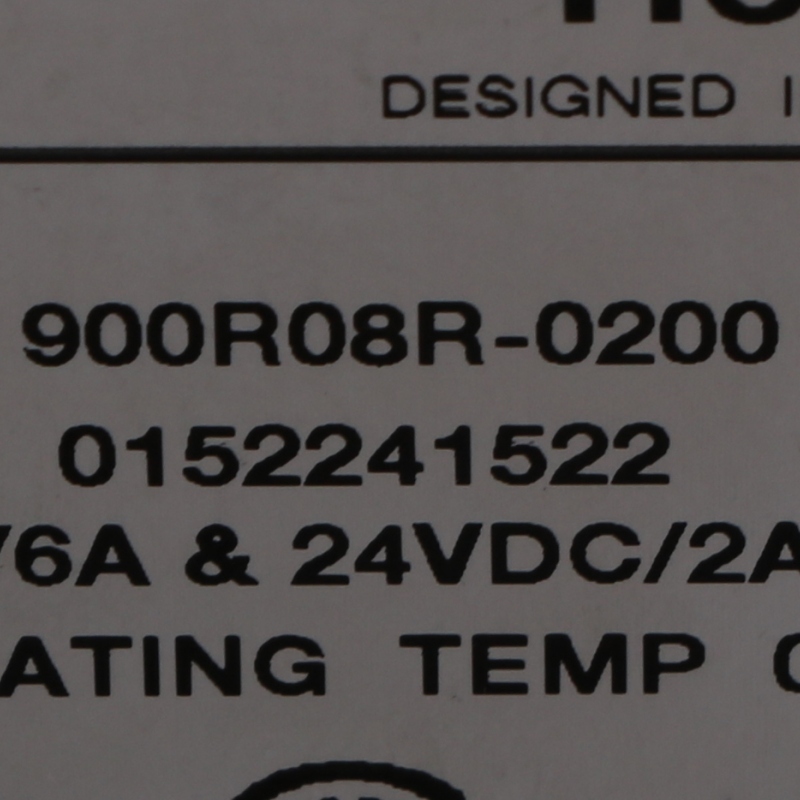 DESIGNED
900R08R-0200
0152241522
/6A & 24VDC/2A
ATING TEMP